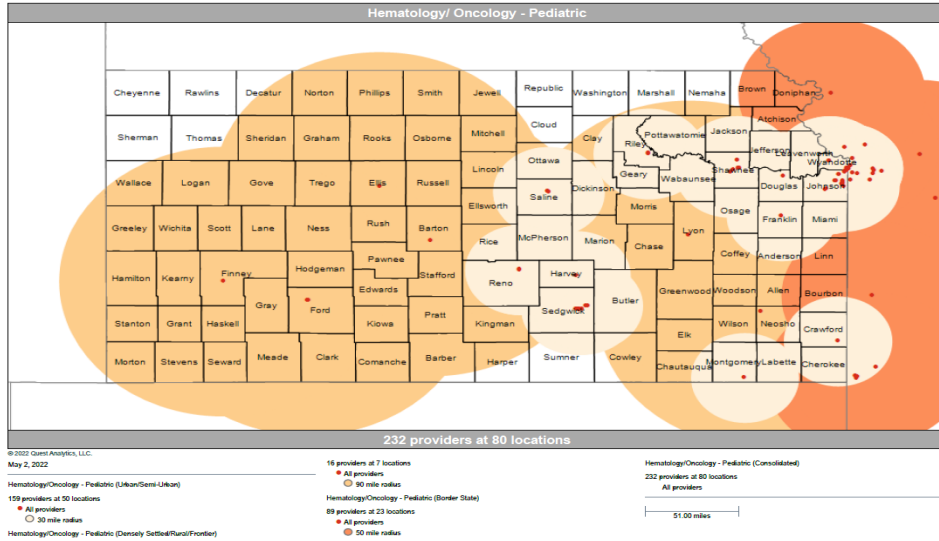 Hematology/ Oncology - Pediatric
Cheyenne Rawlins Decatur Norton Phillips Smith Jewell Republic Washington Marshall Nemaha Brown Doniphan
Sherman Thomas Sheridan Graham Rooks Osborne Mitchell Cloud Clay Riley Pottawatomie Jackson Atchison
Jefferson Leavenworth
Wallace Logan Gove Trego Ellis Russell Lincoln Ottawa Geary Wabaunsee Shawnee Wyandotte
Ellsworth Saline Dickinson Morris Osage Douglas Johnson
Greeley Wichita Scott Lane Ness Rush Barton Rice McPherson Marion Chase Lyon Franklin Miami
Hamilton Kearny Finney Hodgeman Pawnee Stafford Reno Harvey Coffey Anderson Linn
Gray Edwards Sedgwick Butler Greenwood Woodson Allen Bourbon
Stanton Grant Haskell Ford Kiowa Pratt Kingman Elk Wilson Neosho Crawford
Morton Stevens Seward Meade Clark Comanche Barber Harper Sumner Cowley Chautauqua Montgomery Labette Cherokee
232 providers at 80 locations
© 2022 Quest Analytics, LLC.
May 2, 2022
Hematology/Oncology - Pediatric (Urban/Semi-Urban)
159 providers at 50 locations
All providers
30 mile radius
Hematology/Oncology - Pediatric (Densely Settled/Rural/Frontier)
16 providers at 7 locations
All providers
90 mile radius
Hematology/Oncology - Pediatric (Border State)
89 providers at 23 locations
All providers
50 mile radius
Hematology/Oncology - Pediatric (Consolidated)
232 providers at 80 locations
All providers
51.00 miles